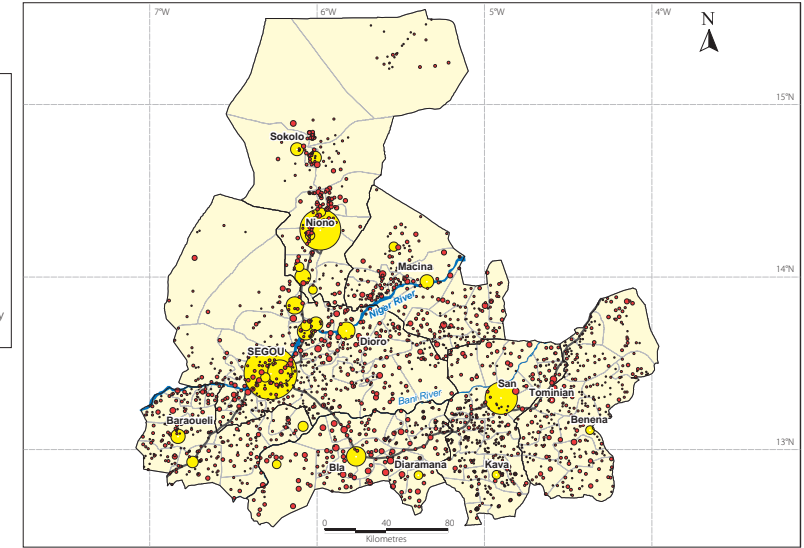 7°W
6°W
5°W
4°W
N
15°N
Sokolo
Niono
14°N
Macina
Niger River
y
Dioro
SEGOU
San
Tominian
Bani River
Baraoueli
Benena
13°N
Bla
Diaramana
Kava
0 40 80
Kilometres